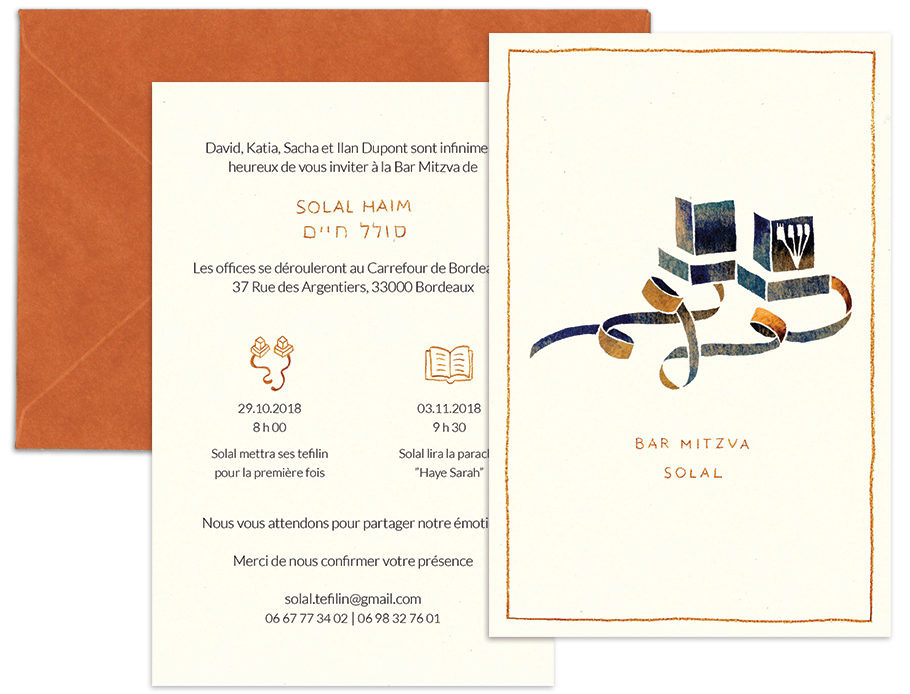 David, Katia, Sacha et Ilan Dupont sont infinime
heureux de vous inviter à la Bar Mitzva de
SOLAL HAIM
סולל חיים
Les offices se dérouleront au Carrefour de Bordea
37 Rue des Argentiers, 33000 Bordeaux
29.10.2018
8 h 00
Solal mettra ses tefilin
pour la première fois
03.11.2018
9 h 30
Solal lira la parach
"Haye Sarah"
Nous vous attendons pour partager notre émoti
Merci de nous confirmer votre présence
solal.tefilin@gmail.com
06 67 77 34 02 | 06 98 32 76 01
ש
BAR MITZVA
SOLAL